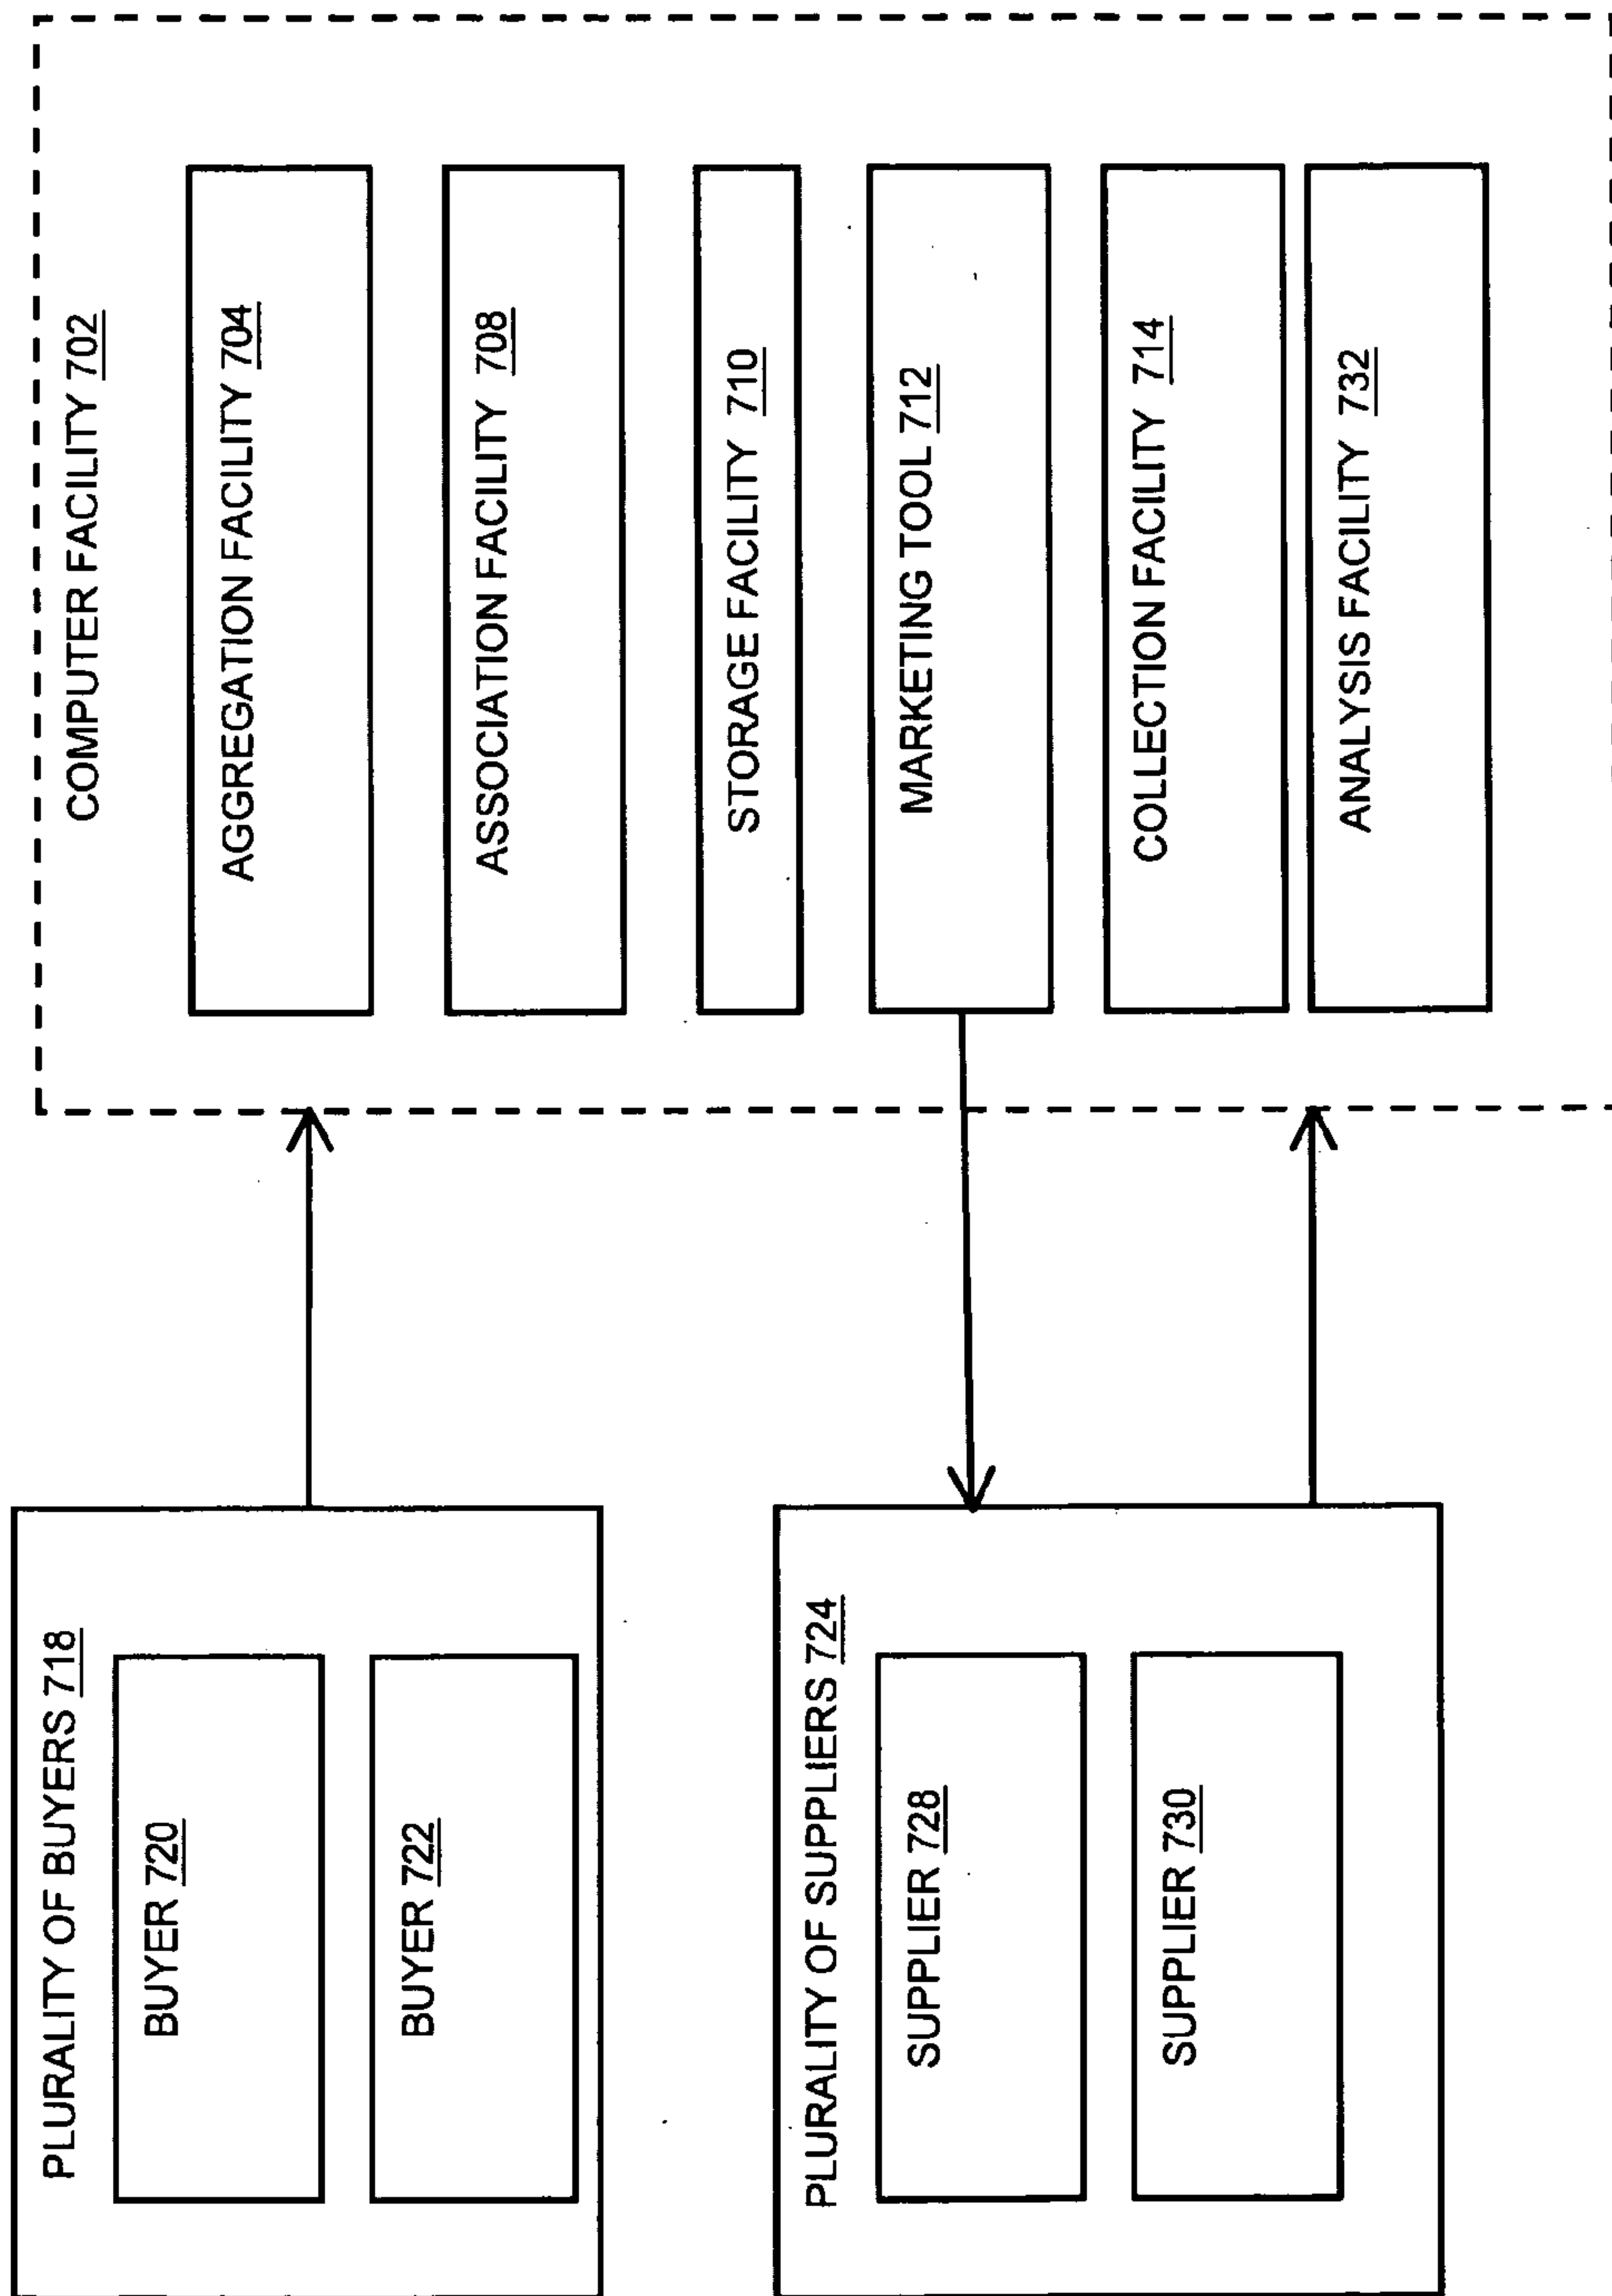 PLURALITY OF BUYERS 718
BUYER 720
BUYER 722
PLURALITY OF SUPPLIERS 724
SUPPLIER 728
SUPPLIER 730
COMPUTER FACILITY 702
AGGREGATION FACILITY 704
ASSOCIATION FACILITY 708
STORAGE FACILITY 710
MARKETING TOOL 712
COLLECTION FACILITY 714
ANALYSIS FACILITY 732